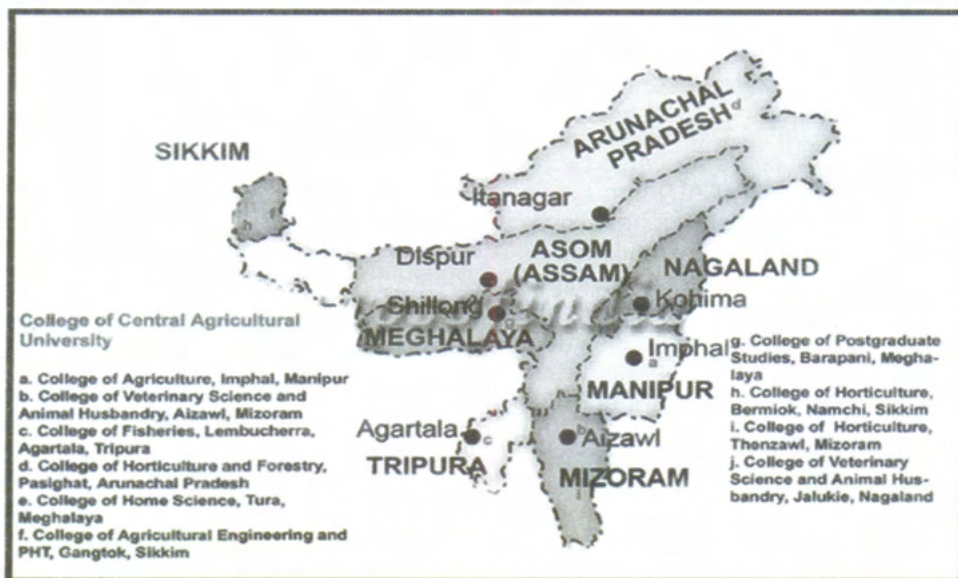 SIKKIM
ARUNACHAL
PRADESH
d
Itanagar
Dispur
ASOM
(ASSAM)
NAGALAND
Shillong
Kohima
MEGHALAYA
g
Imphal
a
MANIPUR
Agartala
c
TRIPURA
b
Aizawl
MIZORAM
i
h
College of Central Agricultural
University
a. College of Agriculture, Imphal, Manipur
b. College of Veterinary Science and
Animal Husbandry, Aizawl, Mizoram
c. College of Fisheries, Lembucherra,
Agartala, Tripura
d. College of Horticulture and Forestry,
Pasighat, Arunachal Pradesh
e. College of Home Science, Tura,
Meghalaya
f. College of Agricultural Engineering and
PHT, Gangtok, Sikkim
g. College of Postgraduate
Studies, Barapani, Megha-
laya
h. College of Horticulture,
Bermiok, Namchi, Sikkim
i. College of Horticulture,
Thenzawl, Mizoram
j. College of Veterinary
Science and Animal Hus-
bandry, Jalukie, Nagaland